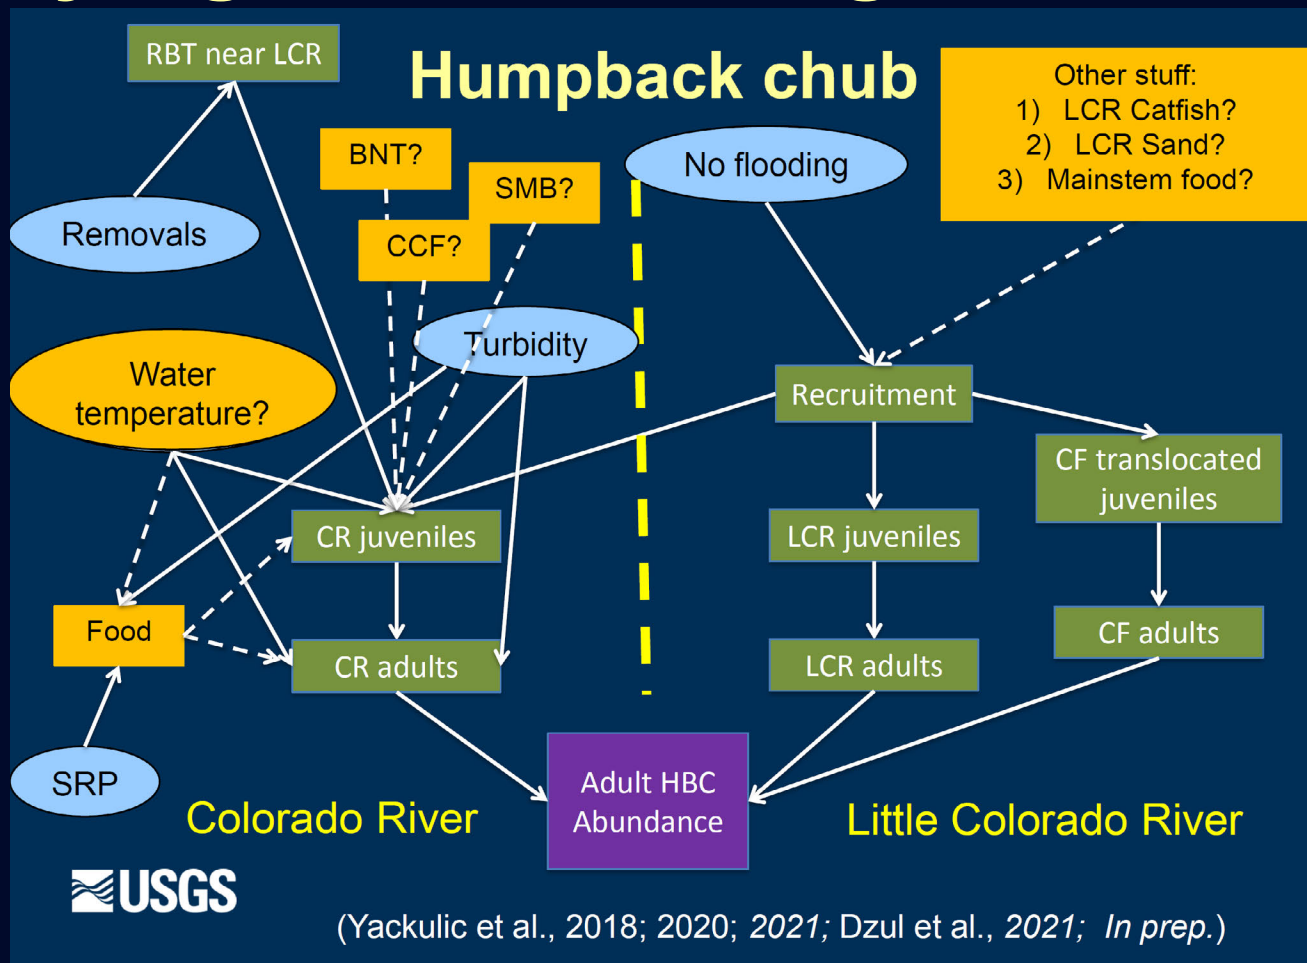 RBT near LCR
Humpback chub
Other stuff:
1) LCR Catfish?
2) LCR Sand?
3) Mainstem food?
BNT?
SMB?
No flooding
Removals
CCF?
Turbidity
Water
temperature?
Recruitment
CF translocated
juveniles
CR juveniles
LCR juveniles
Food
CR adults
LCR adults
CF adults
SRP
Adult HBC
Abundance
Colorado River
Little Colorado River
USGS
(Yackulic et al., 2018; 2020; 2021; Dzul et al., 2021; In prep.)